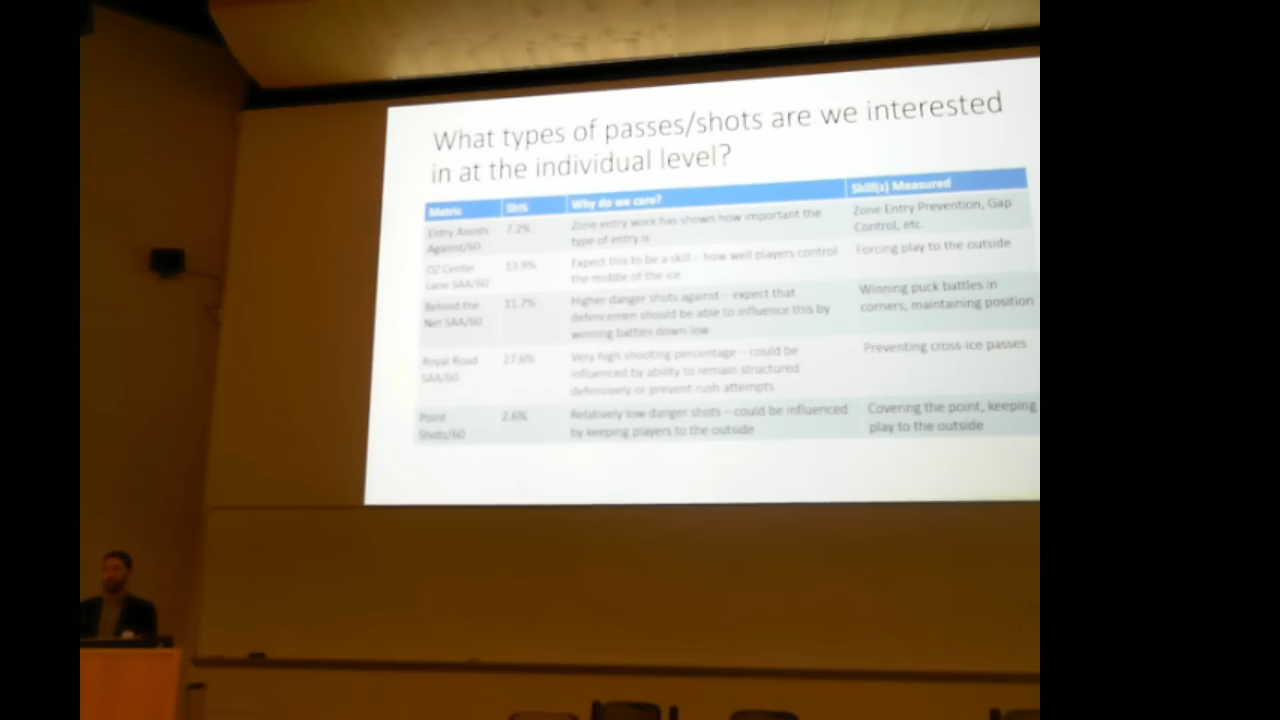 What types of passes/shots are we interested
in at the individual level?
Metric Sh% Why do we care? Skill(s) Measured
Entry Assists
Against/60
7.2%
Zone entry work has shown how important the
type of entry is
Zone Entry Prevention, Gap
Control, etc.
OZ Center
Lane SAA/60
13.9%
Expect this to be a skill – how well players control
the middle of the ice
Forcing play to the outside
Behind the
Net SAA/60
11.7%
Higher danger shots against – expect that
defencemen should be able to influence this by
winning battles down low
Winning puck battles in
corners, maintaining position
Royal Road
SAA/60
27.6%
Very high shooting percentage – could be
influenced by ability to remain structured
defensively or prevent rush attempts
Preventing cross-ice passes
Point
Shots/60
2.6%
Relatively low danger shots – could be influenced
by keeping players to the outside
Covering the point, keeping
play to the outside